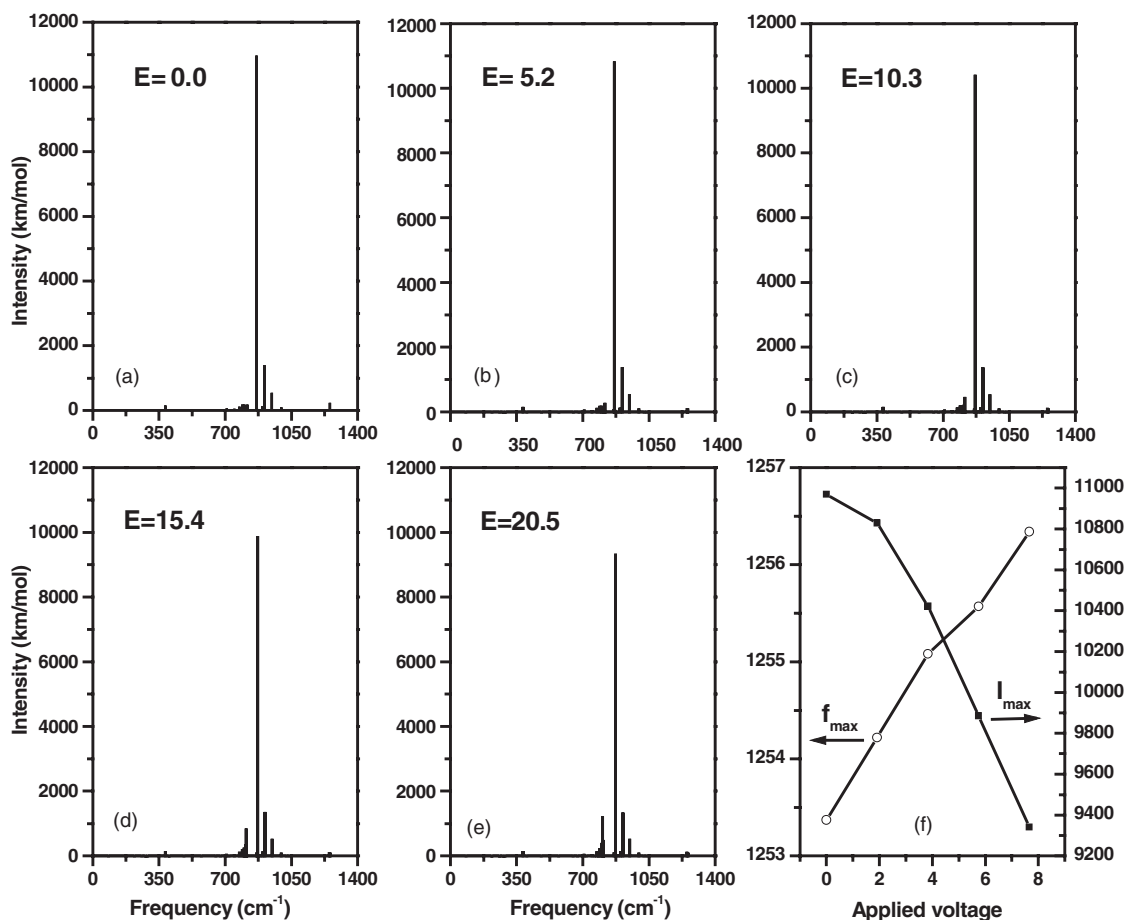 12000
10000
8000
6000
4000
2000
0
Intensity (km/mol)
E= 0.0
(a)
0 350 700 1050 1400
12000
10000
8000
6000
4000
2000
0
E= 5.2
(b)
0 350 700 1050 1400
12000
10000
8000
6000
4000
2000
0
E=10.3
(c)
0 350 700 1050 1400
12000
10000
8000
6000
4000
2000
0
Intensity (km/mol)
E=15.4
(d)
0 350 700 1050 1400
Frequency (cm⁻¹)
12000
10000
8000
6000
4000
2000
0
E=20.5
(e)
0 350 700 1050 1400
Frequency (cm⁻¹)
1257
1256
1255
1254
1253
fmax
Imax
(f)
11000
10800
10600
10400
10200
10000
9800
9600
9400
9200
0 2 4 6 8
Applied voltage